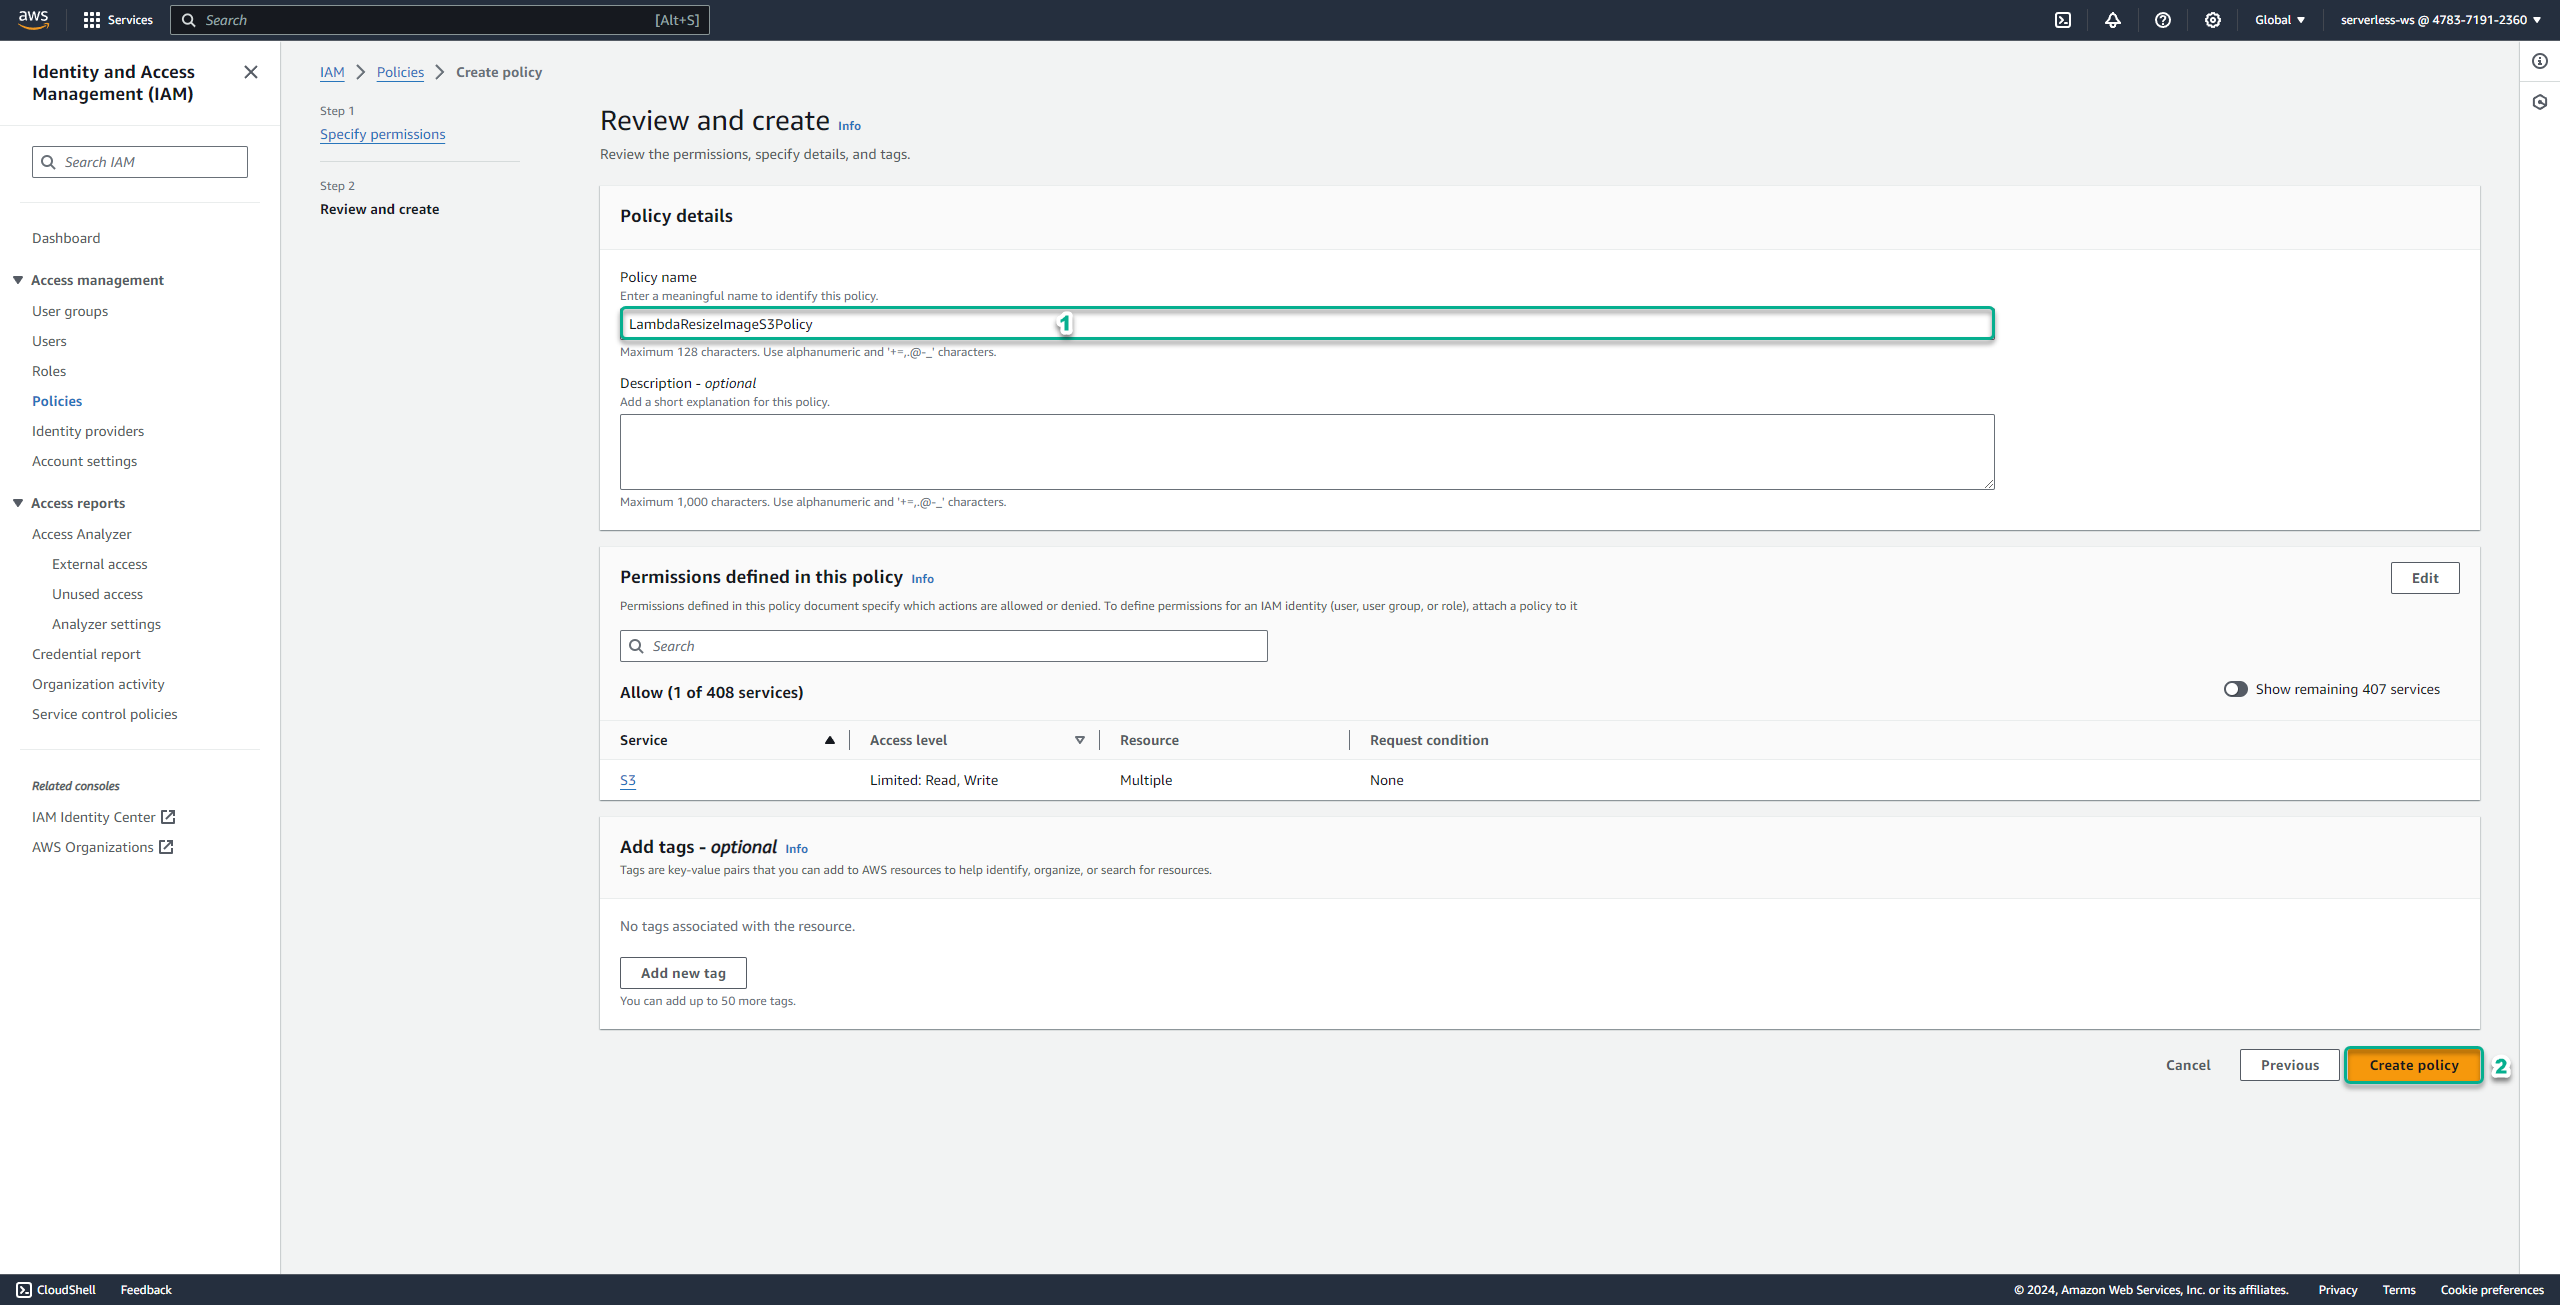 aws
Services
Search
[Alt+S]
Global
serverless-ws @ 4783-7191-2360
Identity and Access
Management (IAM)
Search IAM
Dashboard
Access management
User groups
Users
Roles
Policies
Identity providers
Account settings
Access reports
Access Analyzer
External access
Unused access
Analyzer settings
Credential report
Organization activity
Service control policies
Related consoles
IAM Identity Center
AWS Organizations
IAM > Policies > Create policy
Step 1
Specify permissions
Step 2
Review and create
Review and create Info
Review the permissions, specify details, and tags.
Policy details
Policy name
Enter a meaningful name to identify this policy.
LambdaResizeImageS3Policy
1
Maximum 128 characters. Use alphanumeric and '+=,.@-_' characters.
Description - optional
Add a short explanation for this policy.
Maximum 1,000 characters. Use alphanumeric and '+=,.@-_' characters.
Permissions defined in this policy Info
Edit
Permissions defined in this policy document specify which actions are allowed or denied. To define permissions for an IAM identity (user, user group, or role), attach a policy to it
Search
Allow (1 of 408 services)
Show remaining 407 services
Service Access level Resource Request condition
S3 Limited: Read, Write Multiple None
Add tags - optional Info
Tags are key-value pairs that you can add to AWS resources to help identify, organize, or search for resources.
No tags associated with the resource.
Add new tag
You can add up to 50 more tags.
Cancel Previous Create policy 2
CloudShell Feedback
© 2024, Amazon Web Services, Inc. or its affiliates. Privacy Terms Cookie preferences